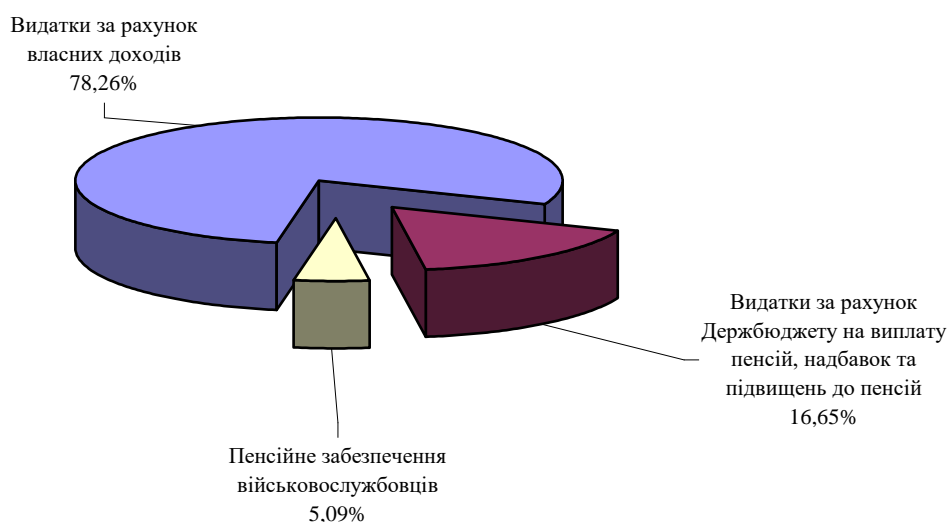 Видатки за рахунок
власних доходів
78,26%
Видатки за рахунок
Держбюджету на виплату
пенсій, надбавок та
підвищень до пенсій
16,65%
Пенсійне забезпечення
військовослужбовців
5,09%